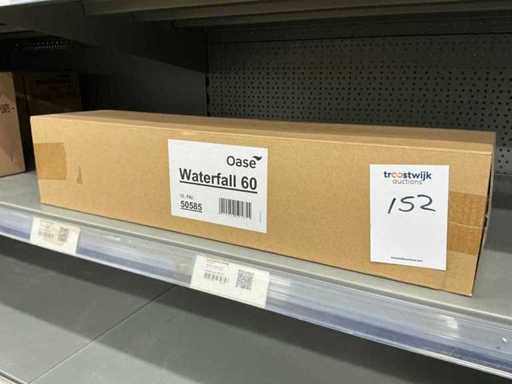 Oase
Waterfall 60
50585
troostwijk
auctions
152